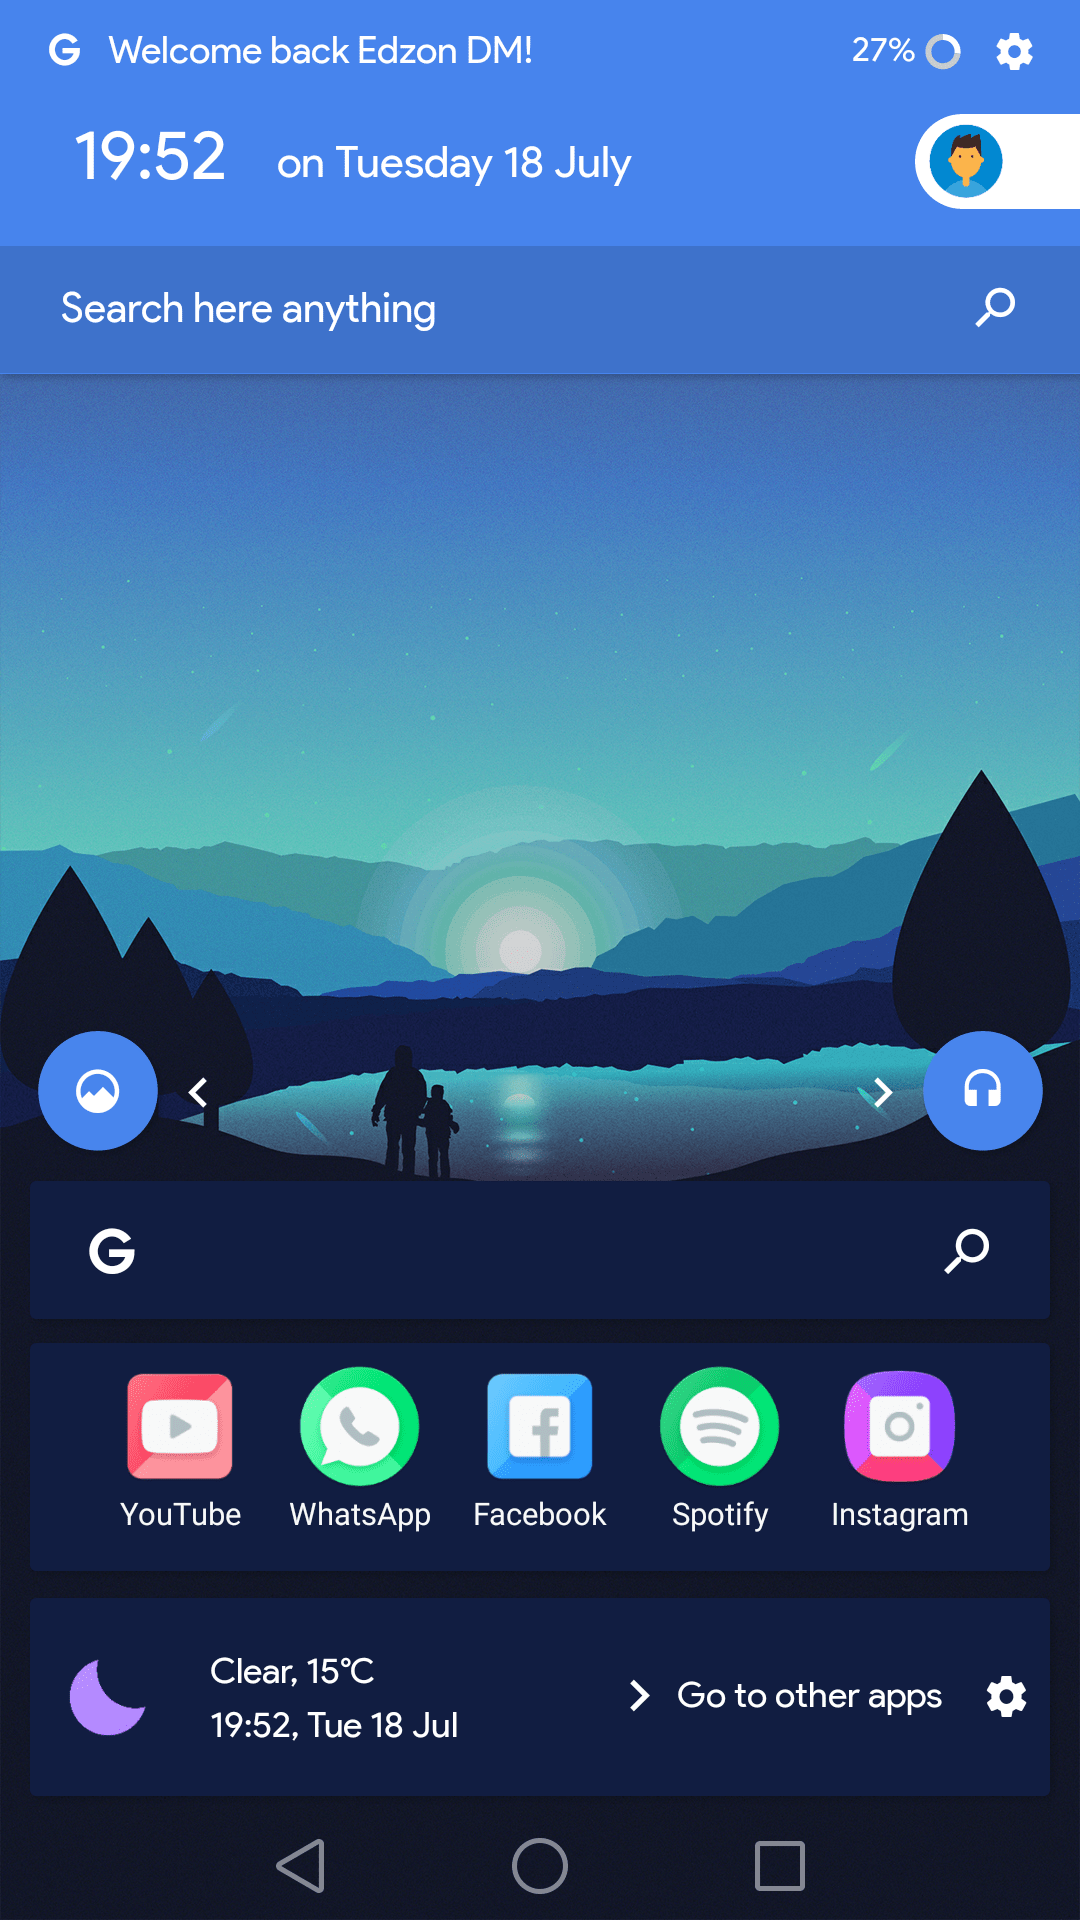 G Welcome back Edzon DM! 27%
19:52 on Tuesday 18 July
Search here anything
G
YouTube WhatsApp Facebook Spotify Instagram
Clear, 15°C
19:52, Tue 18 Jul
Go to other apps